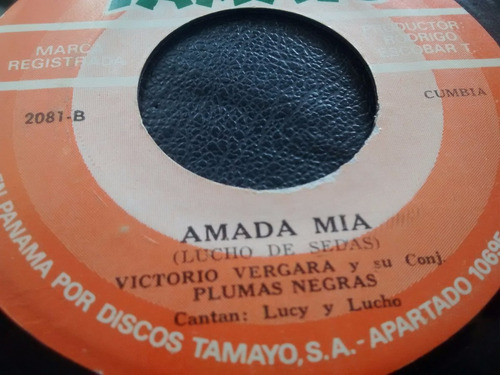 MARCA
REGISTRADA
PRODUCTOR:
RODRIGO
ESCOBAR T.
2081-B
CUMBIA
AMADA MIA
(LUCHO DE SEDAS)
VICTORIO VERGARA y su Conj.
PLUMAS NEGRAS
Cantan: Lucy y Lucho
EN PANAMA POR DISCOS TAMAYO, S.A. - APARTADO